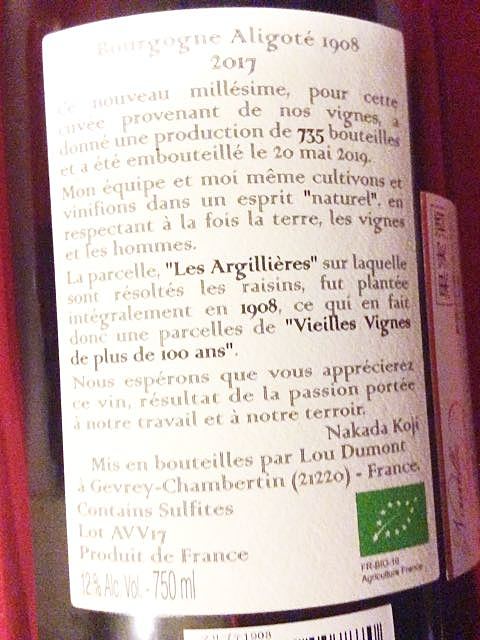 Bourgogne Aligoté 1908
2017
Ce nouveau millésime, pour cette
cuvée provenant de nos vignes, a
donné une production de 735 bouteilles
et a été embouteillé le 20 mai 2019.
Mon équipe et moi même cultivons et
vinifions dans un esprit "naturel", en
respectant à la fois la terre, les vignes
et les hommes.
La parcelle, "Les Argillières" sur laquelle
sont résoltés les raisins, fut plantée
intégralement en 1908, ce qui en fait
donc une parcelles de "Vieilles Vignes
de plus de 100 ans".
Nous espérons que vous apprécierez
ce vin, résultat de la passion portée
à notre travail et à notre terroir.
Nakada Koji
Mis en bouteilles par Lou Dumont
à Gevrey-Chambertin (21220) - France.
Contains Sulfites
Lot AVV17
Produit de France
12% Alc. Vol. - 750 ml
FR-BIO-10
Agriculture France